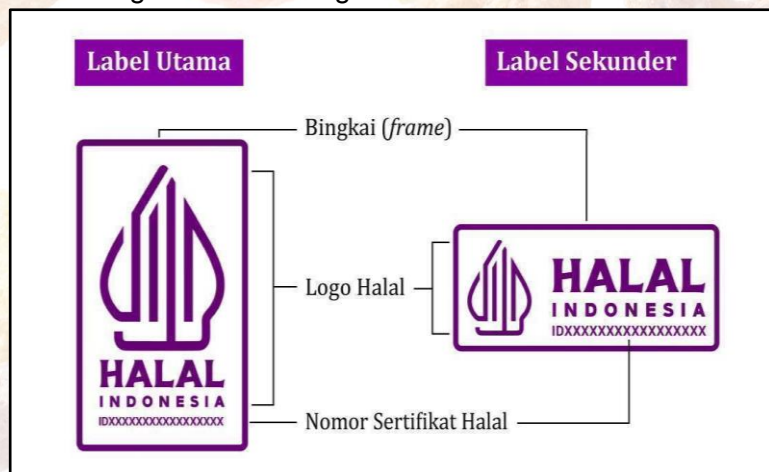 Label Utama
Label Sekunder
Bingkai (frame)
Logo Halal
HALAL
INDONESIA
IDXXXXXXXXXXXXXXXXX
HALAL
INDONESIA
IDXXXXXXXXXXXXXXXXX
Nomor Sertifikat Halal